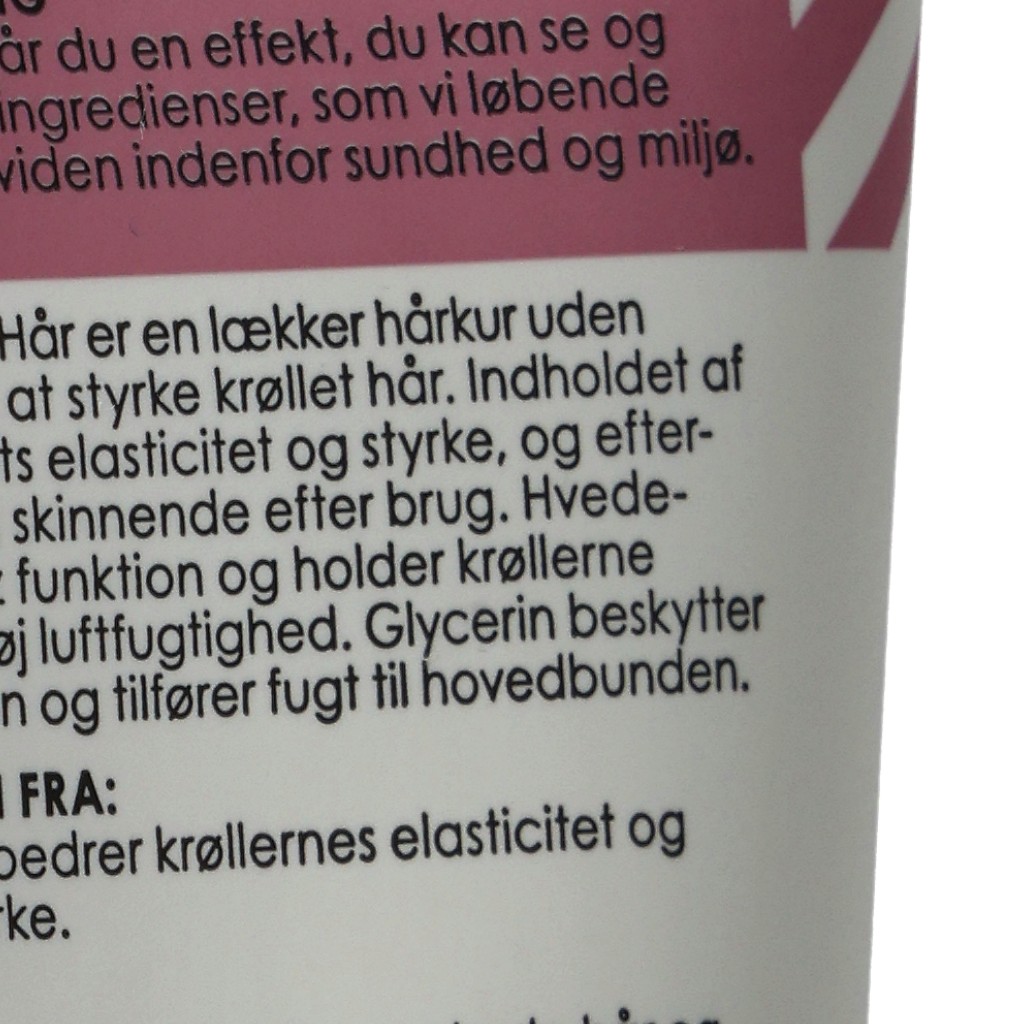 år du en effekt, du kan se og
ingredienser, som vi løbende
viden indenfor sundhed og miljø.
Hår er en lækker hårkur uden
at styrke krøllet hår. Indholdet af
ts elasticitet og styrke, og efter-
skinnende efter brug. Hvede-
funktion og holder krøllerne
øj luftfugtighed. Glycerin beskytter
n og tilfører fugt til hovedbunden.
FRA:
bedrer krøllernes elasticitet og
rke.